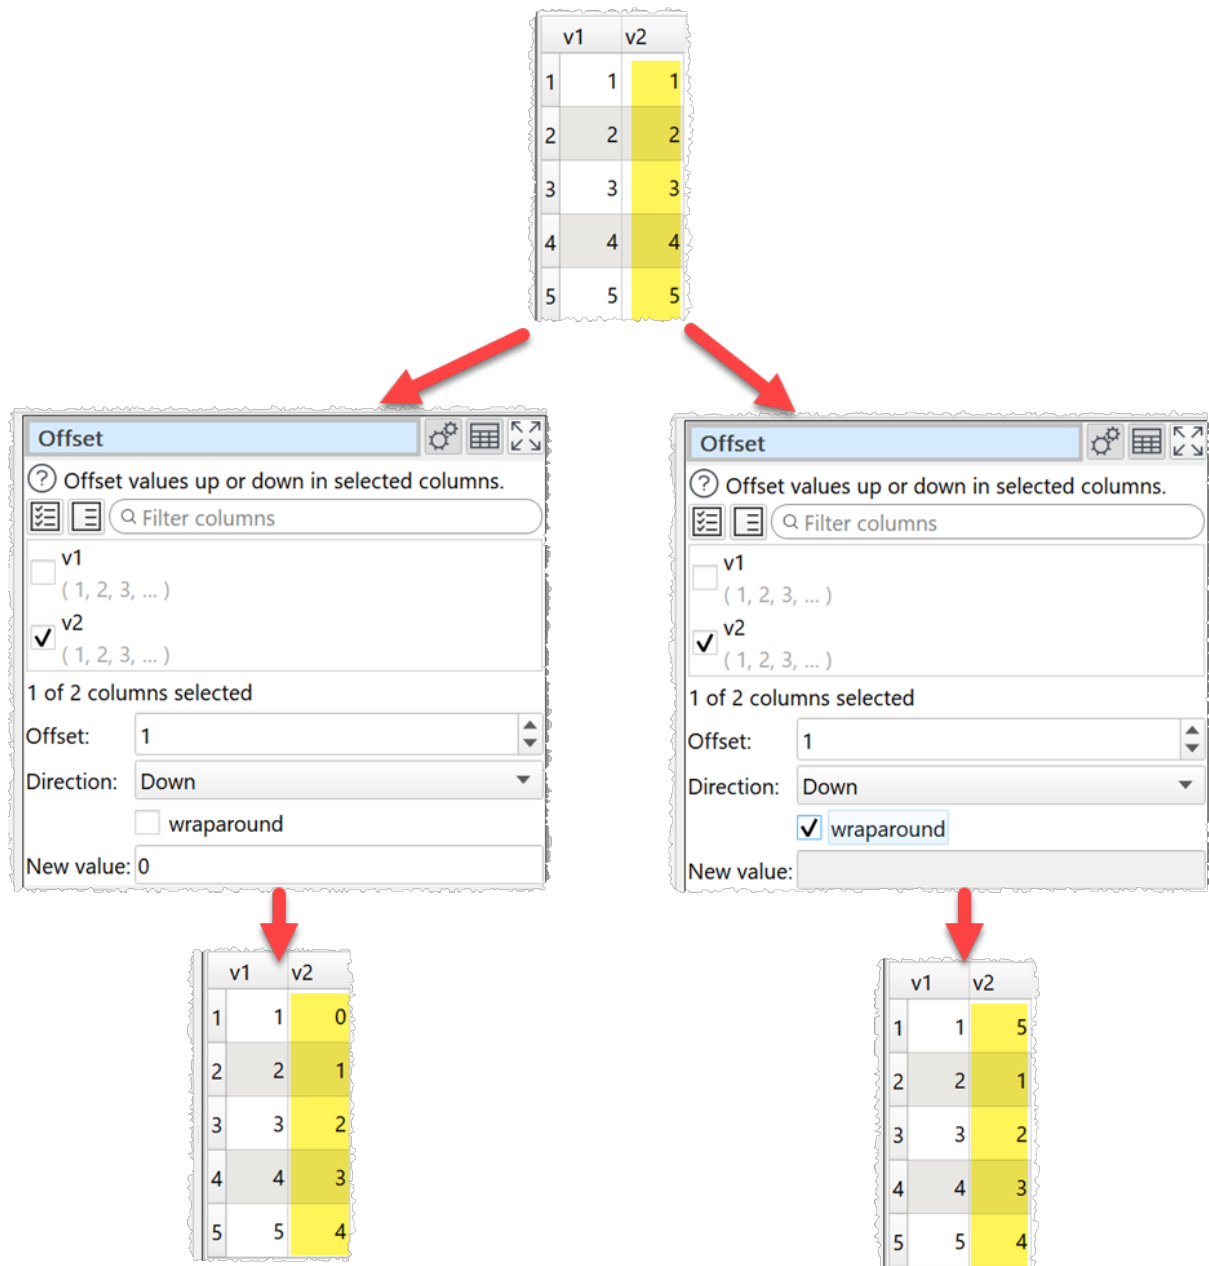 v1 v2
1 1 1
2 2 2
3 3 3
4 4 4
5 5 5
Offset
Offset values up or down in selected columns.
Filter columns
v1
( 1, 2, 3, ... )
v2
( 1, 2, 3, ... )
1 of 2 columns selected
Offset: 1
Direction: Down
wraparound
New value: 0
v1 v2
1 1 0
2 2 1
3 3 2
4 4 3
5 5 4
Offset
Offset values up or down in selected columns.
Filter columns
v1
( 1, 2, 3, ... )
v2
( 1, 2, 3, ... )
1 of 2 columns selected
Offset: 1
Direction: Down
wraparound
New value:
v1 v2
1 1 5
2 2 1
3 3 2
4 4 3
5 5 4